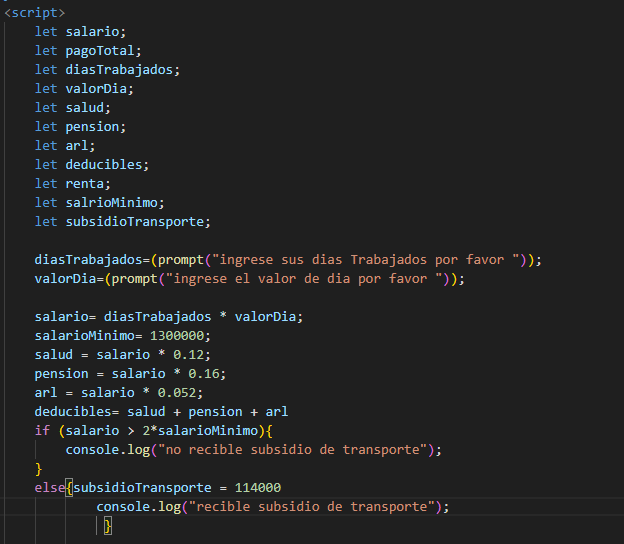 <script>
let salario;
let pagoTotal;
let diasTrabajados;
let valorDia;
let salud;
let pension;
let arl;
let deducibles;
let renta;
let salrioMinimo;
let subsidioTransporte;
diasTrabajados=(prompt("ingrese sus dias Trabajados por favor "));
valorDia=(prompt("ingrese el valor de dia por favor "));
salario= diasTrabajados * valorDia;
salarioMinimo= 1300000;
salud = salario * 0.12;
pension = salario * 0.16;
arl = salario * 0.052;
deducibles= salud + pension + arl
if (salario > 2*salarioMinimo){
console.log("no recible subsidio de transporte");
}
else{subsidioTransporte = 114000
console.log("recible subsidio de transporte");
}